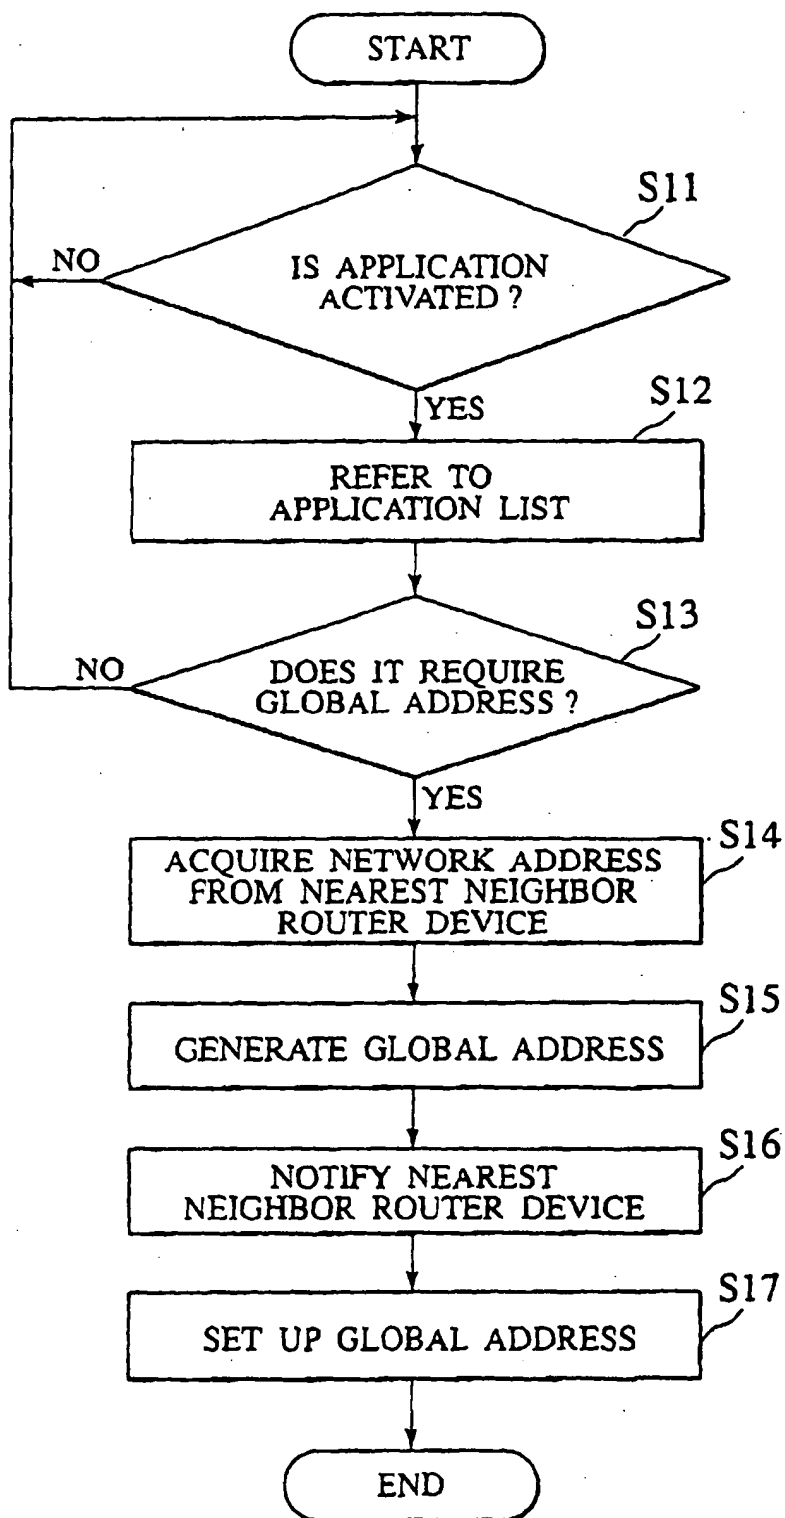 START
S11
NO
IS APPLICATION
ACTIVATED ?
YES
S12
REFER TO
APPLICATION LIST
S13
NO
DOES IT REQUIRE
GLOBAL ADDRESS ?
YES
S14
ACQUIRE NETWORK ADDRESS
FROM NEAREST NEIGHBOR
ROUTER DEVICE
S15
GENERATE GLOBAL ADDRESS
S16
NOTIFY NEAREST
NEIGHBOR ROUTER DEVICE
S17
SET UP GLOBAL ADDRESS
END